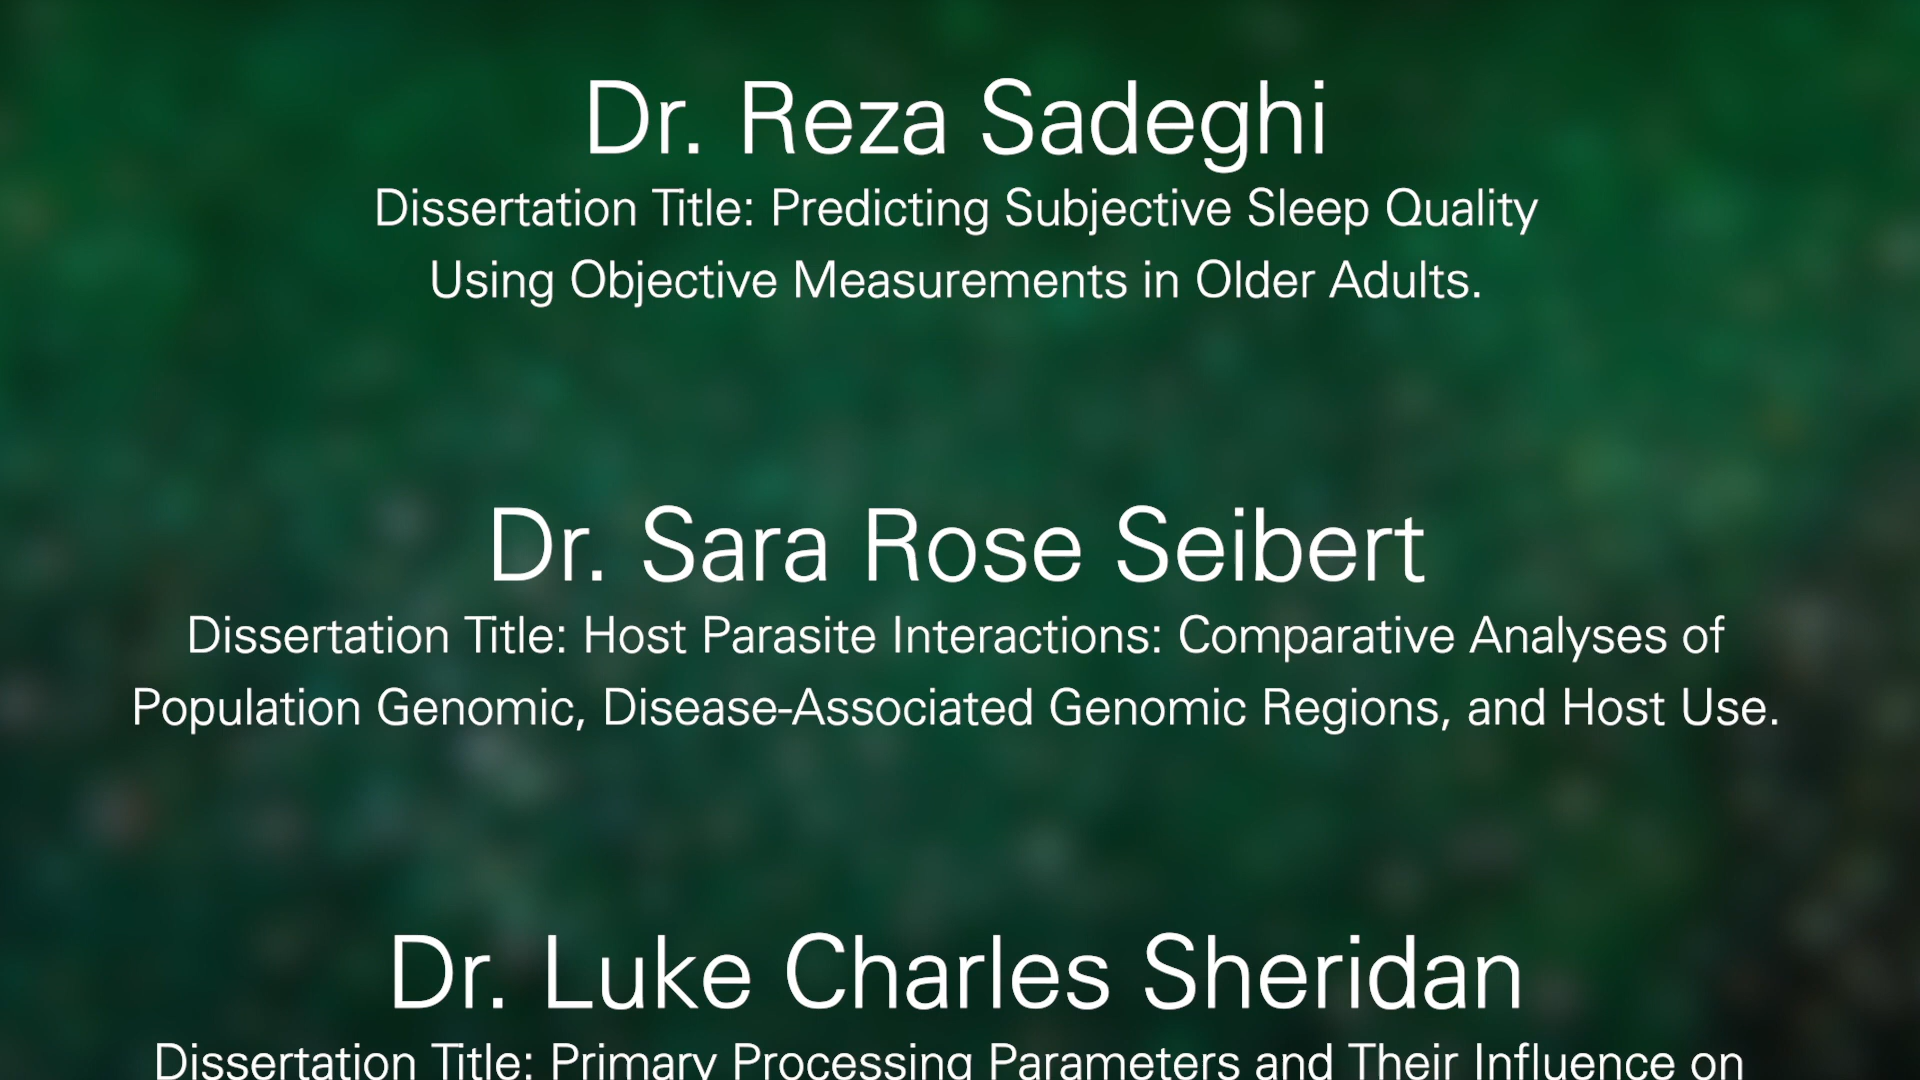 Dr. Reza Sadeghi
Dissertation Title: Predicting Subjective Sleep Quality
Using Objective Measurements in Older Adults.
Dr. Sara Rose Seibert
Dissertation Title: Host Parasite Interactions: Comparative Analyses of
Population Genomic, Disease-Associated Genomic Regions, and Host Use.
Dr. Luke Charles Sheridan
Dissertation Title: Primary Processing Parameters and Their Influence on